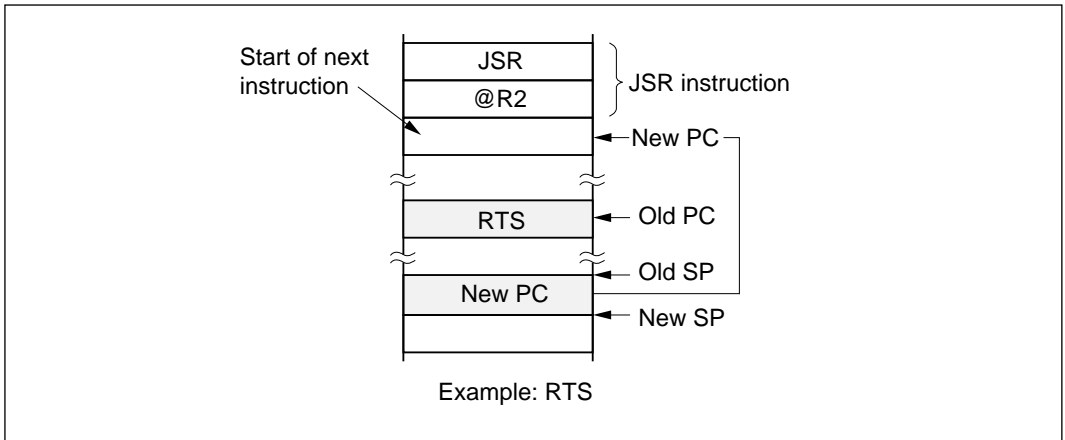 Start of next
instruction
JSR
@R2
JSR instruction
New PC
RTS
Old PC
Old SP
New PC
New SP
Example: RTS